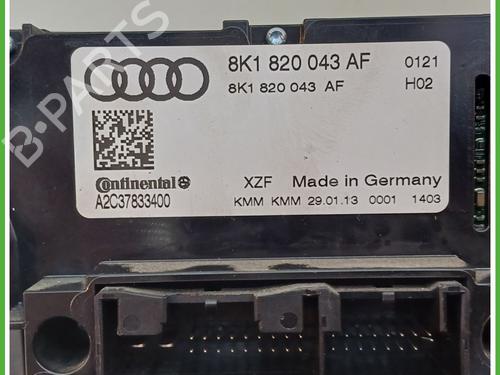 8K1 820 043 AF 0121
8K1 820 043 AF H02
Continental XZF Made in Germany
A2C37833400 KMM KMM 29.01.13 0001 1403
B-PARTS